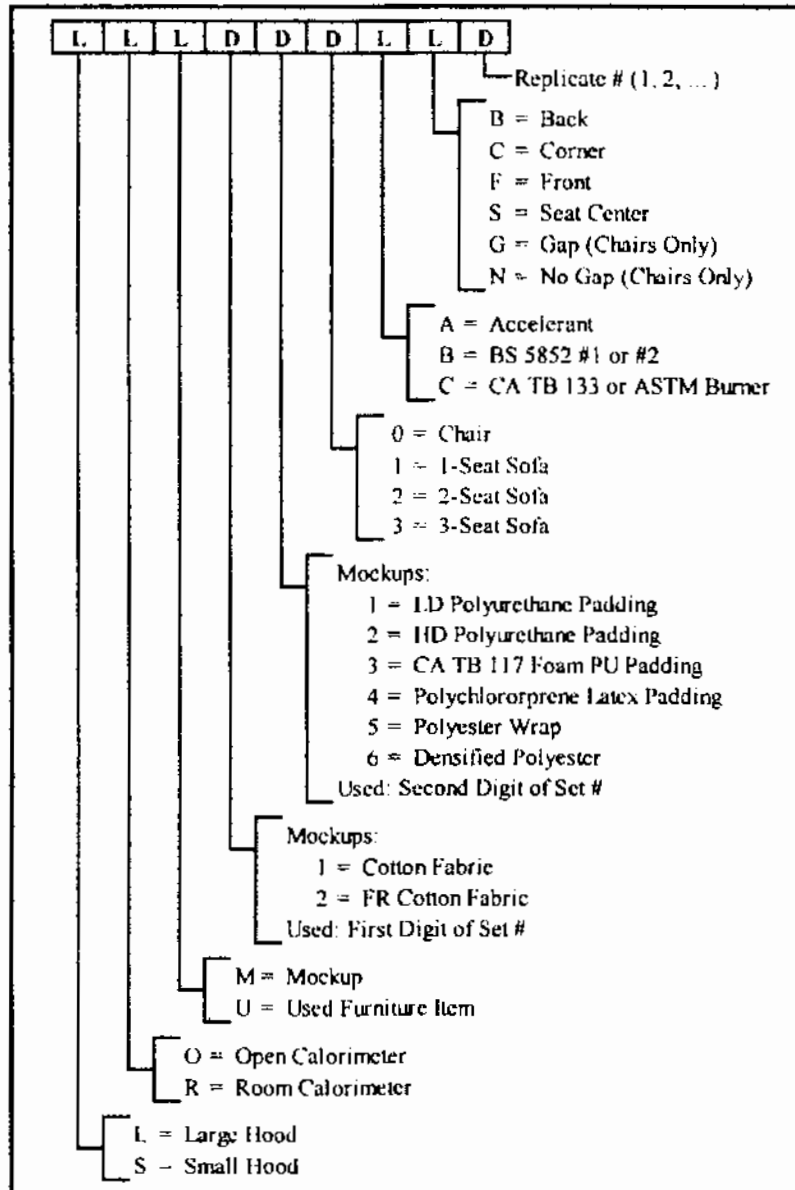 L L L D D D L L D
Replicate # (1, 2, ... )
B = Back
C = Corner
F = Front
S = Seat Center
G = Gap (Chairs Only)
N = No Gap (Chairs Only)
A = Accelerant
B = BS 5852 #1 or #2
C = CA TB 133 or ASTM Burner
0 = Chair
1 = 1-Seat Sofa
2 = 2-Seat Sofa
3 = 3-Seat Sofa
Mockups:
1 = LD Polyurethane Padding
2 = HD Polyurethane Padding
3 = CA TB 117 Foam PU Padding
4 = Polychlororprene Latex Padding
5 = Polyester Wrap
6 = Densified Polyester
Used: Second Digit of Set #
Mockups:
1 = Cotton Fabric
2 = FR Cotton Fabric
Used: First Digit of Set #
M = Mockup
U = Used Furniture Item
O = Open Calorimeter
R = Room Calorimeter
L = Large Hood
S = Small Hood